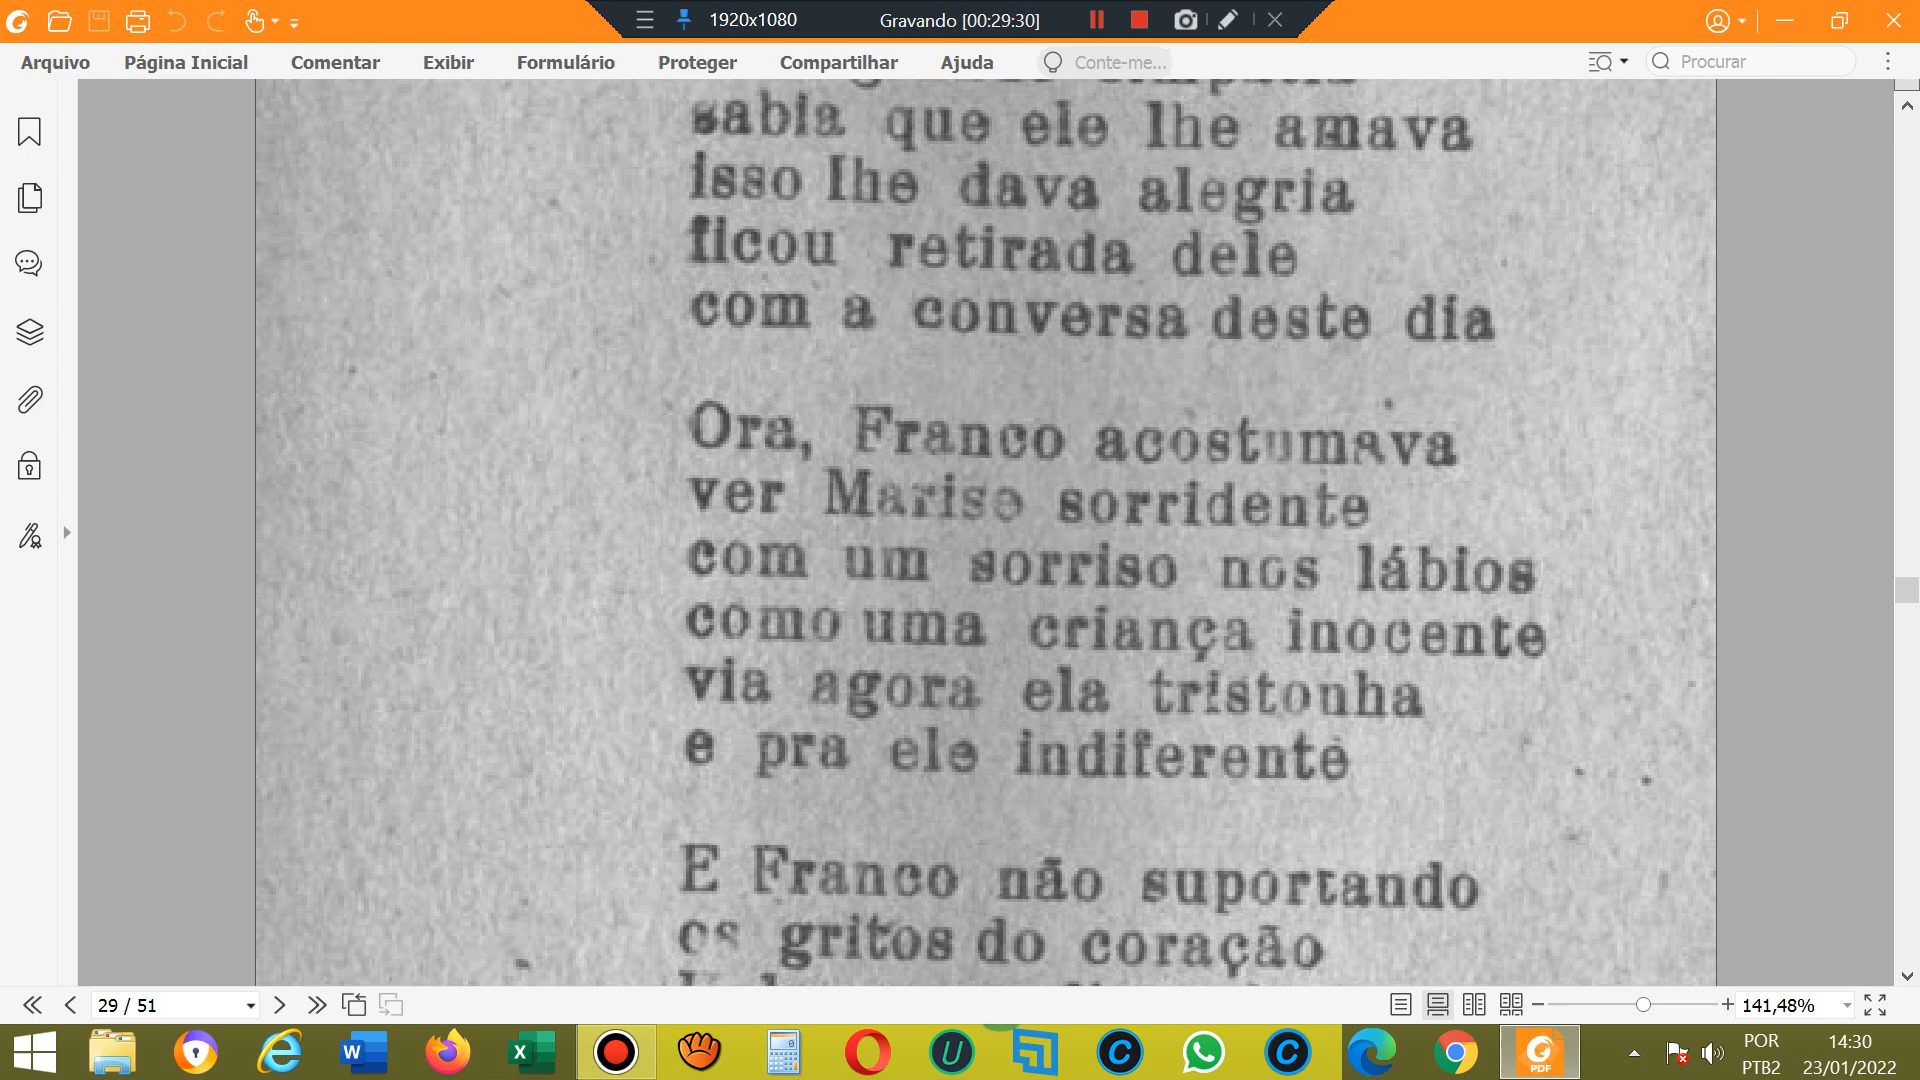 1920x1080
Gravando [00:29:30]
Arquivo Página Inicial Comentar Exibir Formulário Proteger Compartilhar Ajuda Conte-me... Procurar
sabia que ele lhe amava
isso lhe dava alegria
ficou retirada dele
com a conversa deste dia
Ora, Franco acostumava
ver Marise sorridente
com um sorriso nos lábios
como uma criança inocente
via agora ela tristonha
e pra ele indiferente
E Franco não suportando
os gritos do coração
29 / 51
141,48%
POR
PTB2
14:30
23/01/2022
PDF